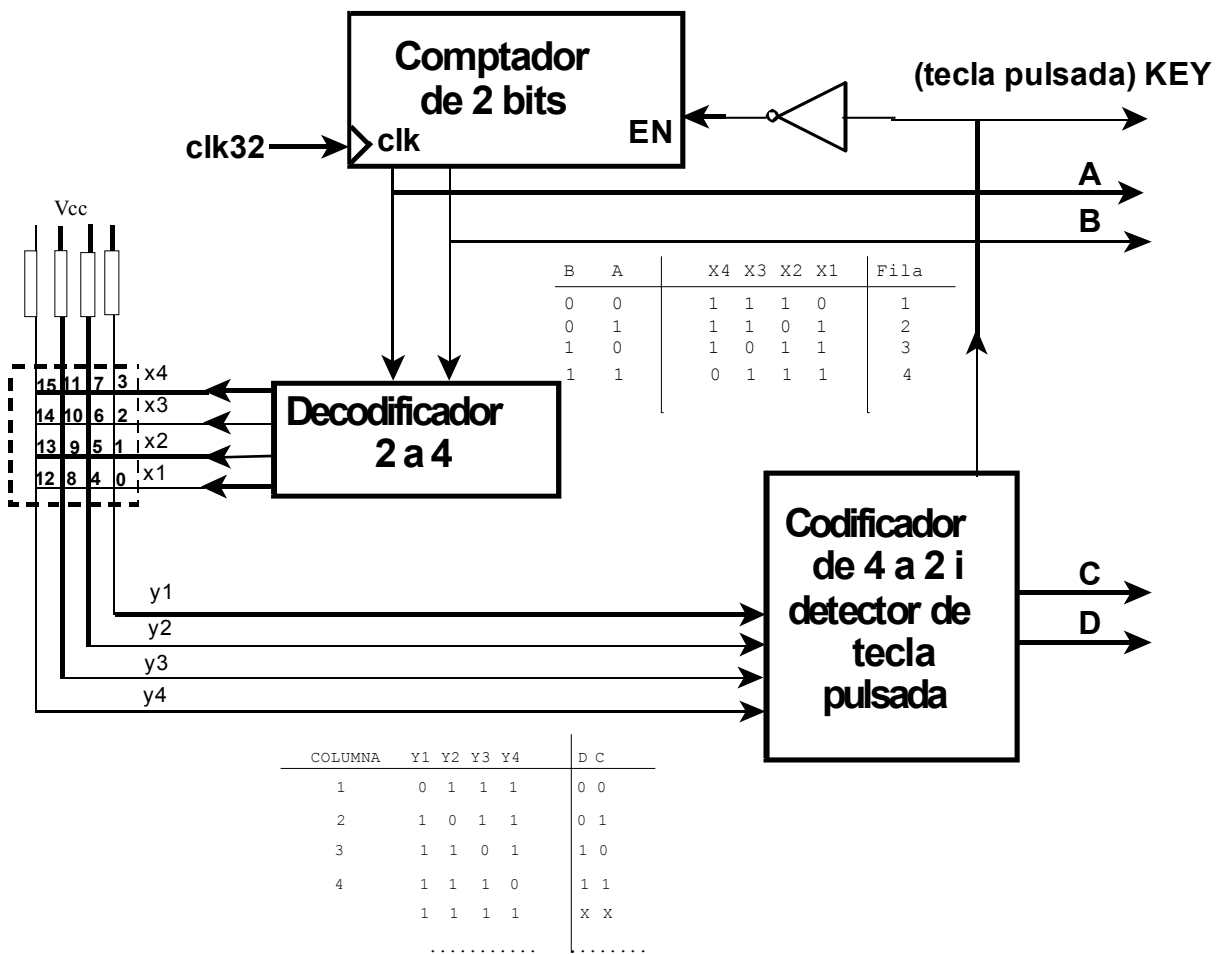 Comptador
de 2 bits
(tecla pulsada) KEY
EN
clk32
clk
A
B
Vcc
B A X4 X3 X2 X1 Fila
0 0 1 1 1 0 1
0 1 1 1 0 1 2
1 0 1 0 1 1 3
1 1 0 1 1 1 4
15 11 7 3 x4
14 10 6 2 x3
13 9 5 1 x2
12 8 4 0 x1
Decodificador
2 a 4
Codificador
de 4 a 2 i
detector de
tecla
pulsada
C
D
y1
y2
y3
y4
COLUMNA Y1 Y2 Y3 Y4 D C
1 0 1 1 1 0 0
2 1 0 1 1 0 1
3 1 1 0 1 1 0
4 1 1 1 0 1 1
1 1 1 1 X X
........... ........